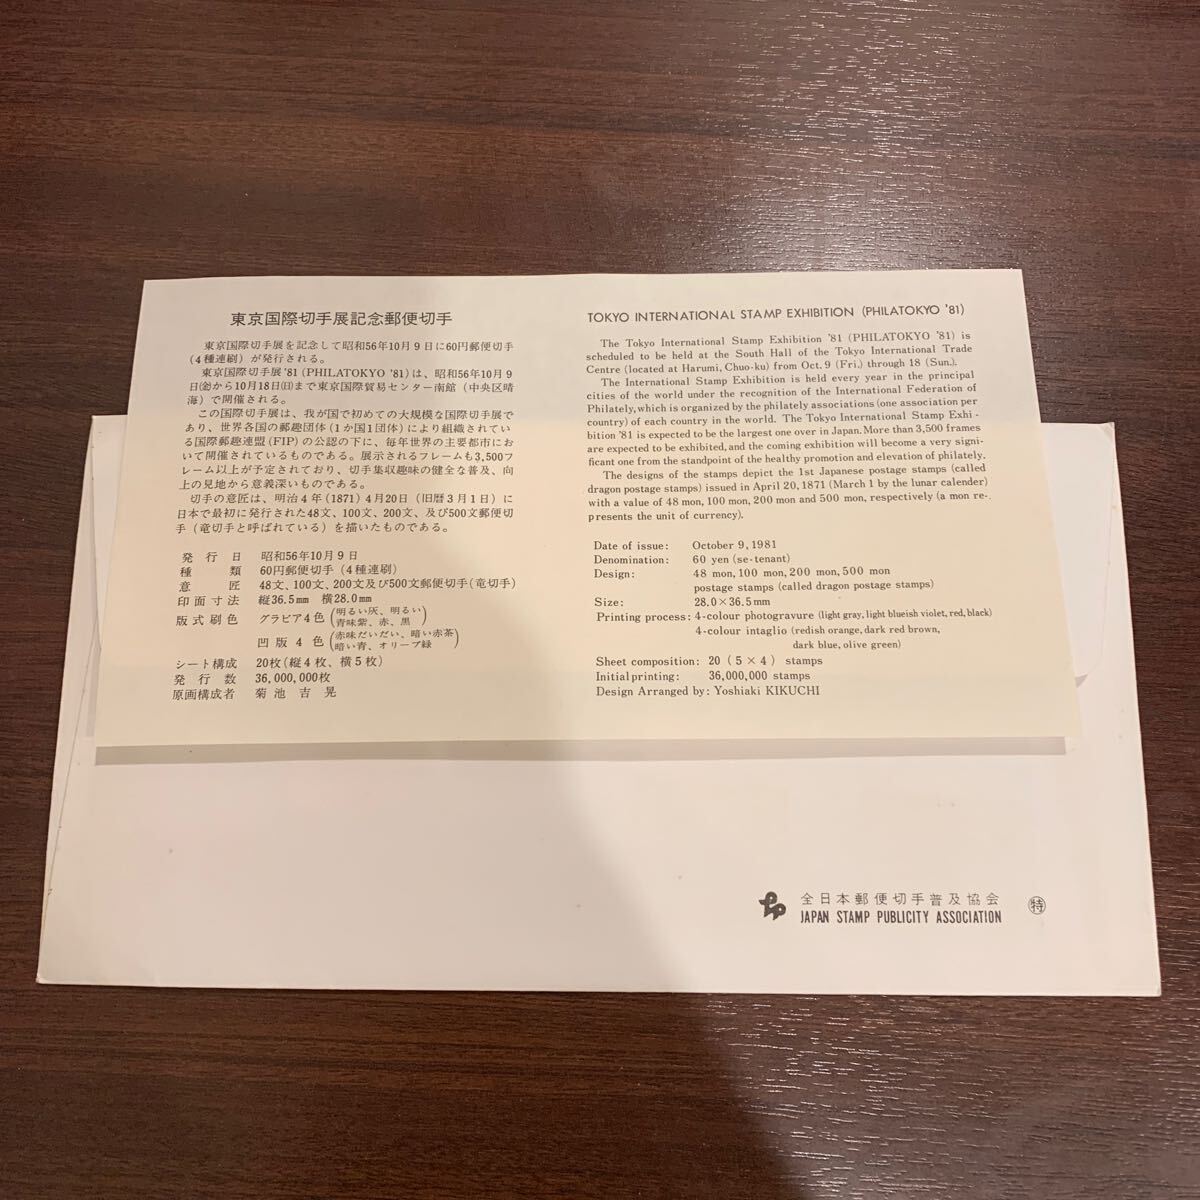 東京国際切手展記念郵便切手
東京国際切手展を記念して昭和56年10月9日に60円郵便切手
(4種連刷)が発行される。
東京国際切手展'81(PHILATOKYO '81)は、昭和56年10月9
日㈮から10月18日㈰まで東京国際貿易センター南館(中央区晴
海)で開催される。
この国際切手展は、我が国で初めての大規模な国際切手展で
あり、世界各国の郵趣団体(1か国1団体)により組織されてい
る国際郵趣連盟(FIP)の公認の下に、毎年世界の主要都市にお
いて開催されているものである。展示されるフレームも3,500フ
レーム以上が予定されており、切手集収趣味の健全な普及、向
上の見地から意義深いものである。
切手の意匠は、明治4年(1871)4月20日(旧暦3月1日)に
日本で最初に発行された48文、100文、200文、及び500文郵便切
手(竜切手と呼ばれている)を描いたものである。
発行日 昭和56年10月9日
種類 60円郵便切手(4種連刷)
意匠 48文、100文、200文及び500文郵便切手(竜切手)
印面寸法 縦36.5mm 横28.0mm
版式刷色 グラビア4色(明るい灰、明るい
青味紫、赤、黒)
凹版4色(赤味だいだい、暗い赤茶
暗い青、オリーブ緑)
シート構成 20枚(縦4枚、横5枚)
発行数 36,000,000枚
原画構成者 菊池吉晃
TOKYO INTERNATIONAL STAMP EXHIBITION (PHILATOKYO '81)
The Tokyo International Stamp Exhibition '81 (PHILATOKYO '81) is
scheduled to be held at the South Hall of the Tokyo International Trade
Centre (located at Harumi, Chuo-ku) from Oct. 9 (Fri.) through 18 (Sun.).
The International Stamp Exhibition is held every year in the principal
cities of the world under the recognition of the International Federation of
Philately, which is organized by the philately associations (one association per
country) of each country in the world. The Tokyo International Stamp Exhi-
bition '81 is expected to be the largest one over in Japan. More than 3,500 frames
are expected to be exhibited, and the coming exhibition will become a very signi-
ficant one from the standpoint of the healthy promotion and elevation of philately.
The designs of the stamps depict the 1st Japanese postage stamps (called
dragon postage stamps) issued in April 20, 1871 (March 1 by the lunar calender)
with a value of 48 mon, 100 mon, 200 mon and 500 mon, respectively (a mon re-
presents the unit of currency).
Date of issue: October 9, 1981
Denomination: 60 yen (se-tenant)
Design: 48 mon, 100 mon, 200 mon, 500 mon
postage stamps (called dragon postage stamps)
Size: 28.0×36.5mm
Printing process: 4-colour photogravure (light gray, light blueish violet, red, black)
4-colour intaglio (redish orange, dark red brown,
dark blue, olive green)
Sheet composition: 20 (5×4) stamps
Initial printing: 36,000,000 stamps
Design Arranged by: Yoshiaki KIKUCHI
全日本郵便切手普及協会
JAPAN STAMP PUBLICITY ASSOCIATION
㊕